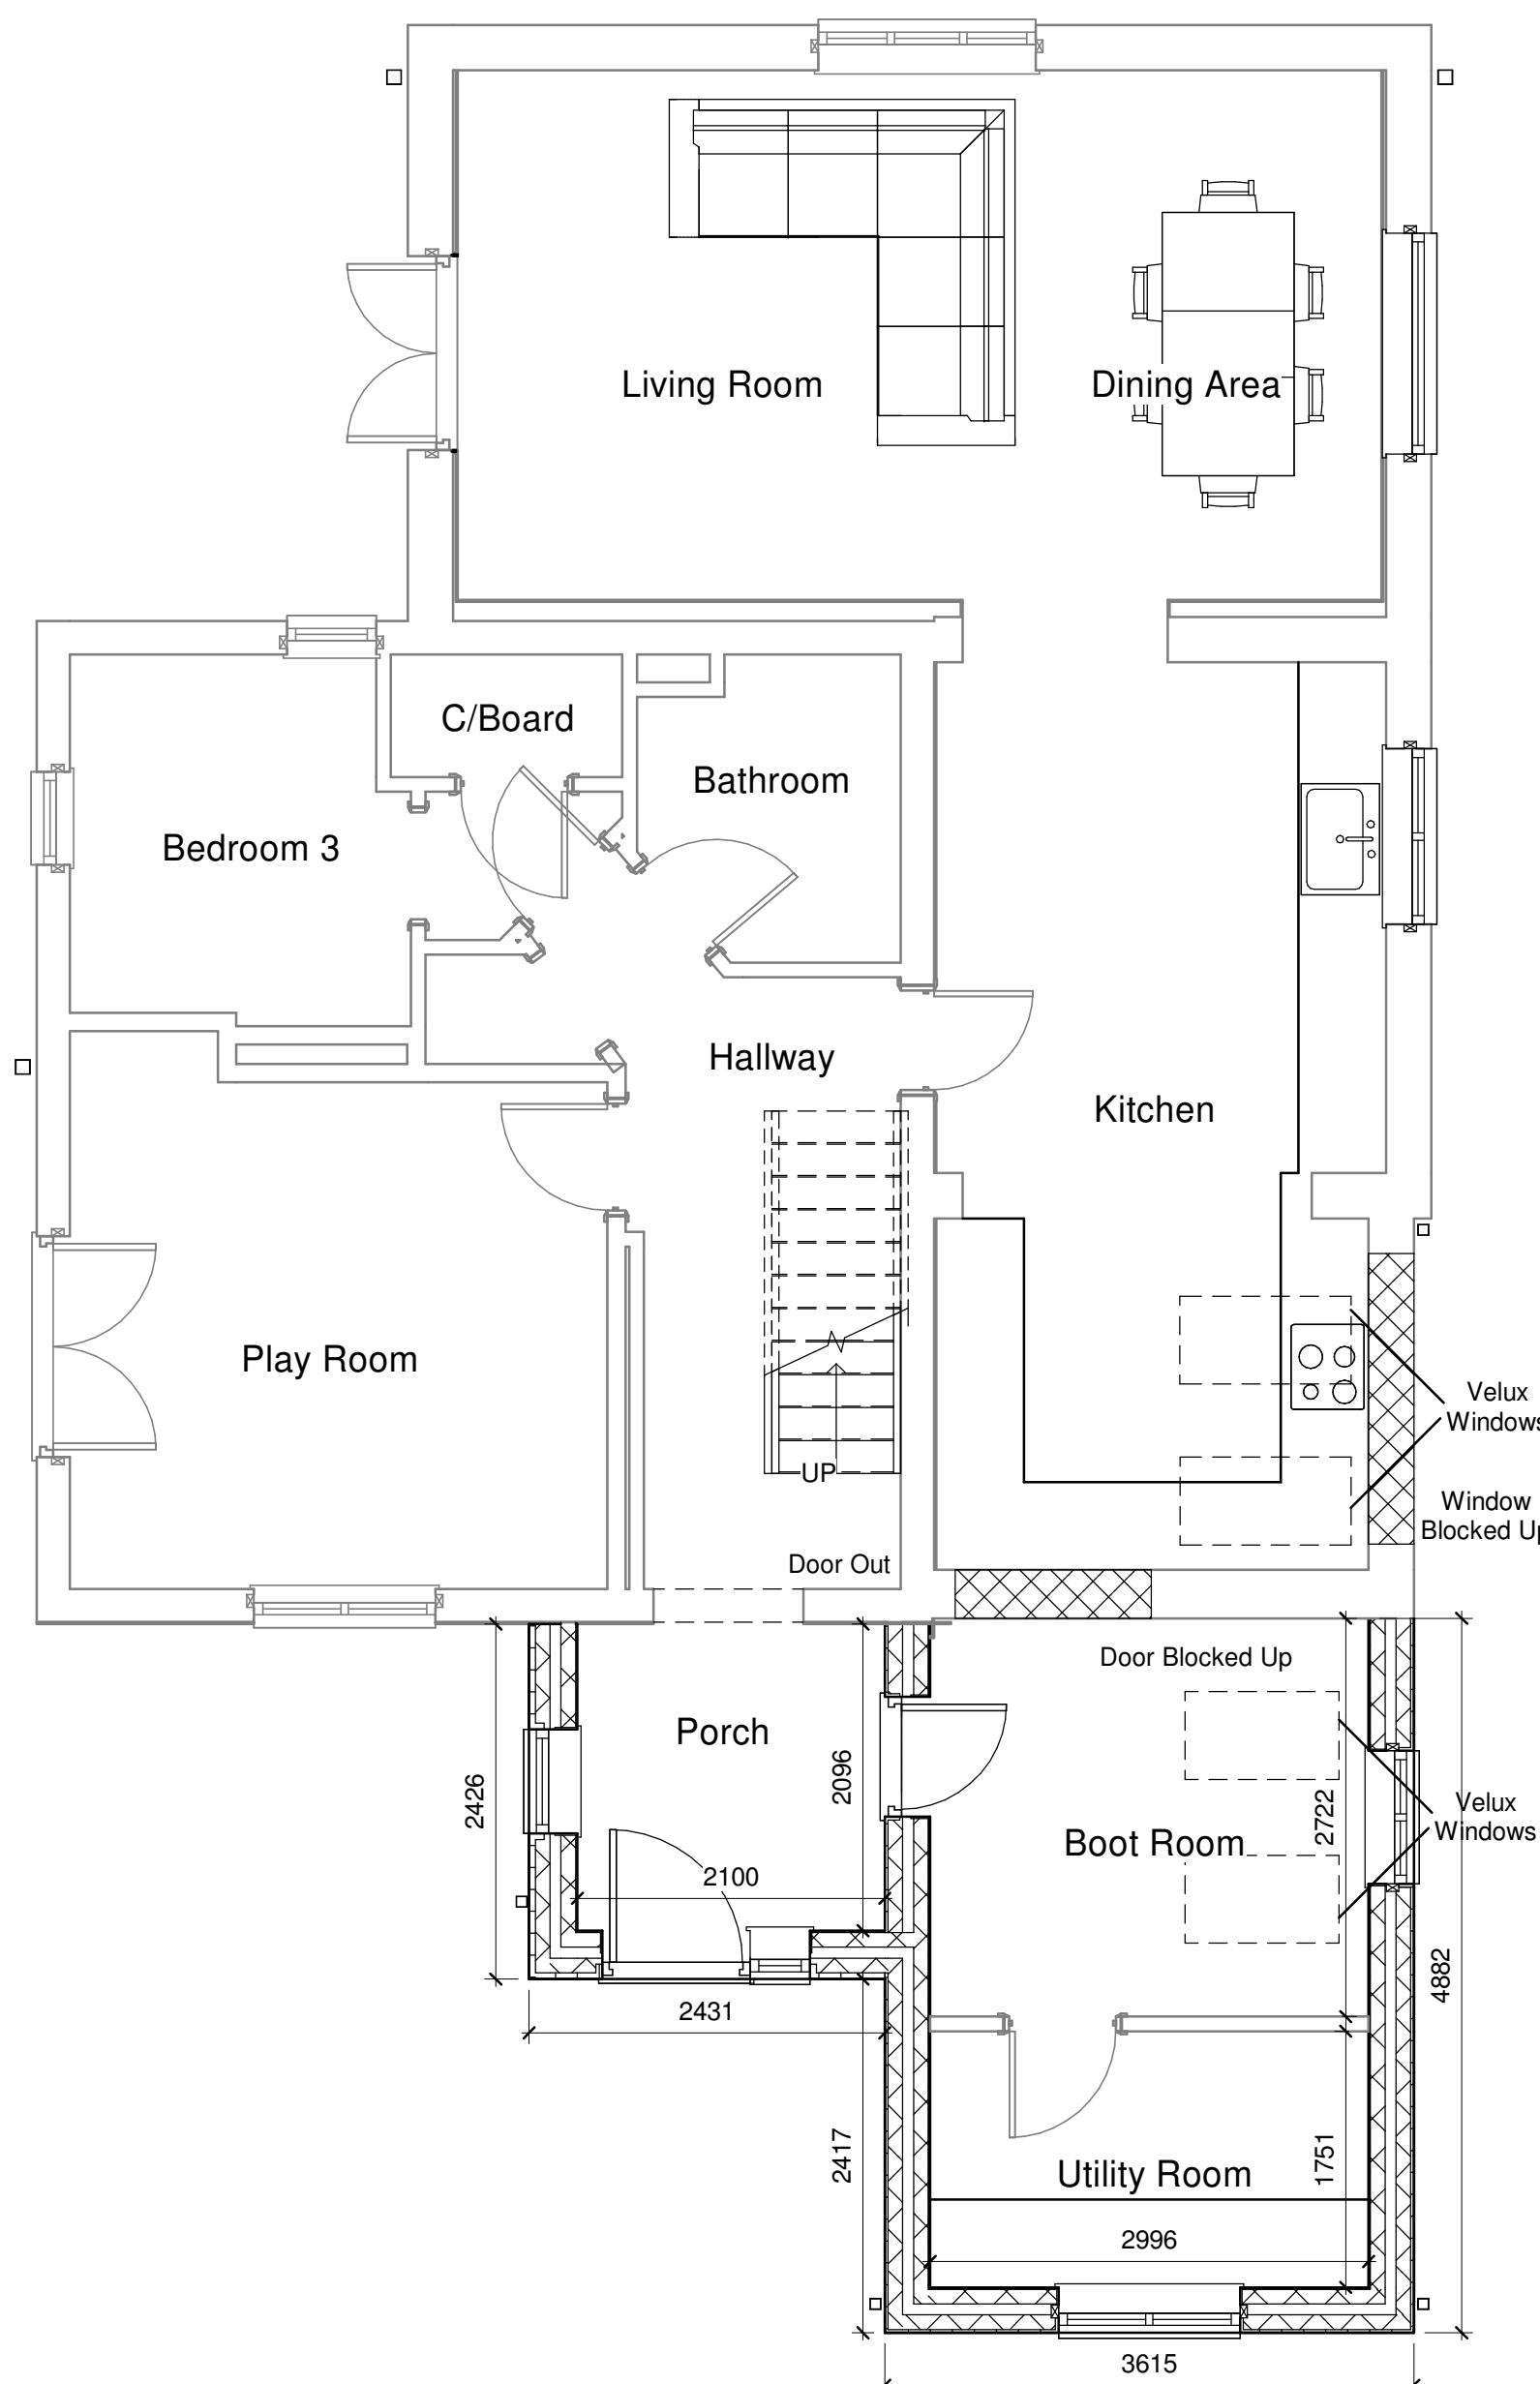 Living Room
Dining Area
C/Board
Bathroom
Bedroom 3
Hallway
Kitchen
Play Room
Velux
Windows
UP
Window
Blocked Up
Door Out
Door Blocked Up
Porch
2426
2096
2722
Velux
Windows
Boot Room
2100
4882
2431
2417
1751
Utility Room
2996
3615